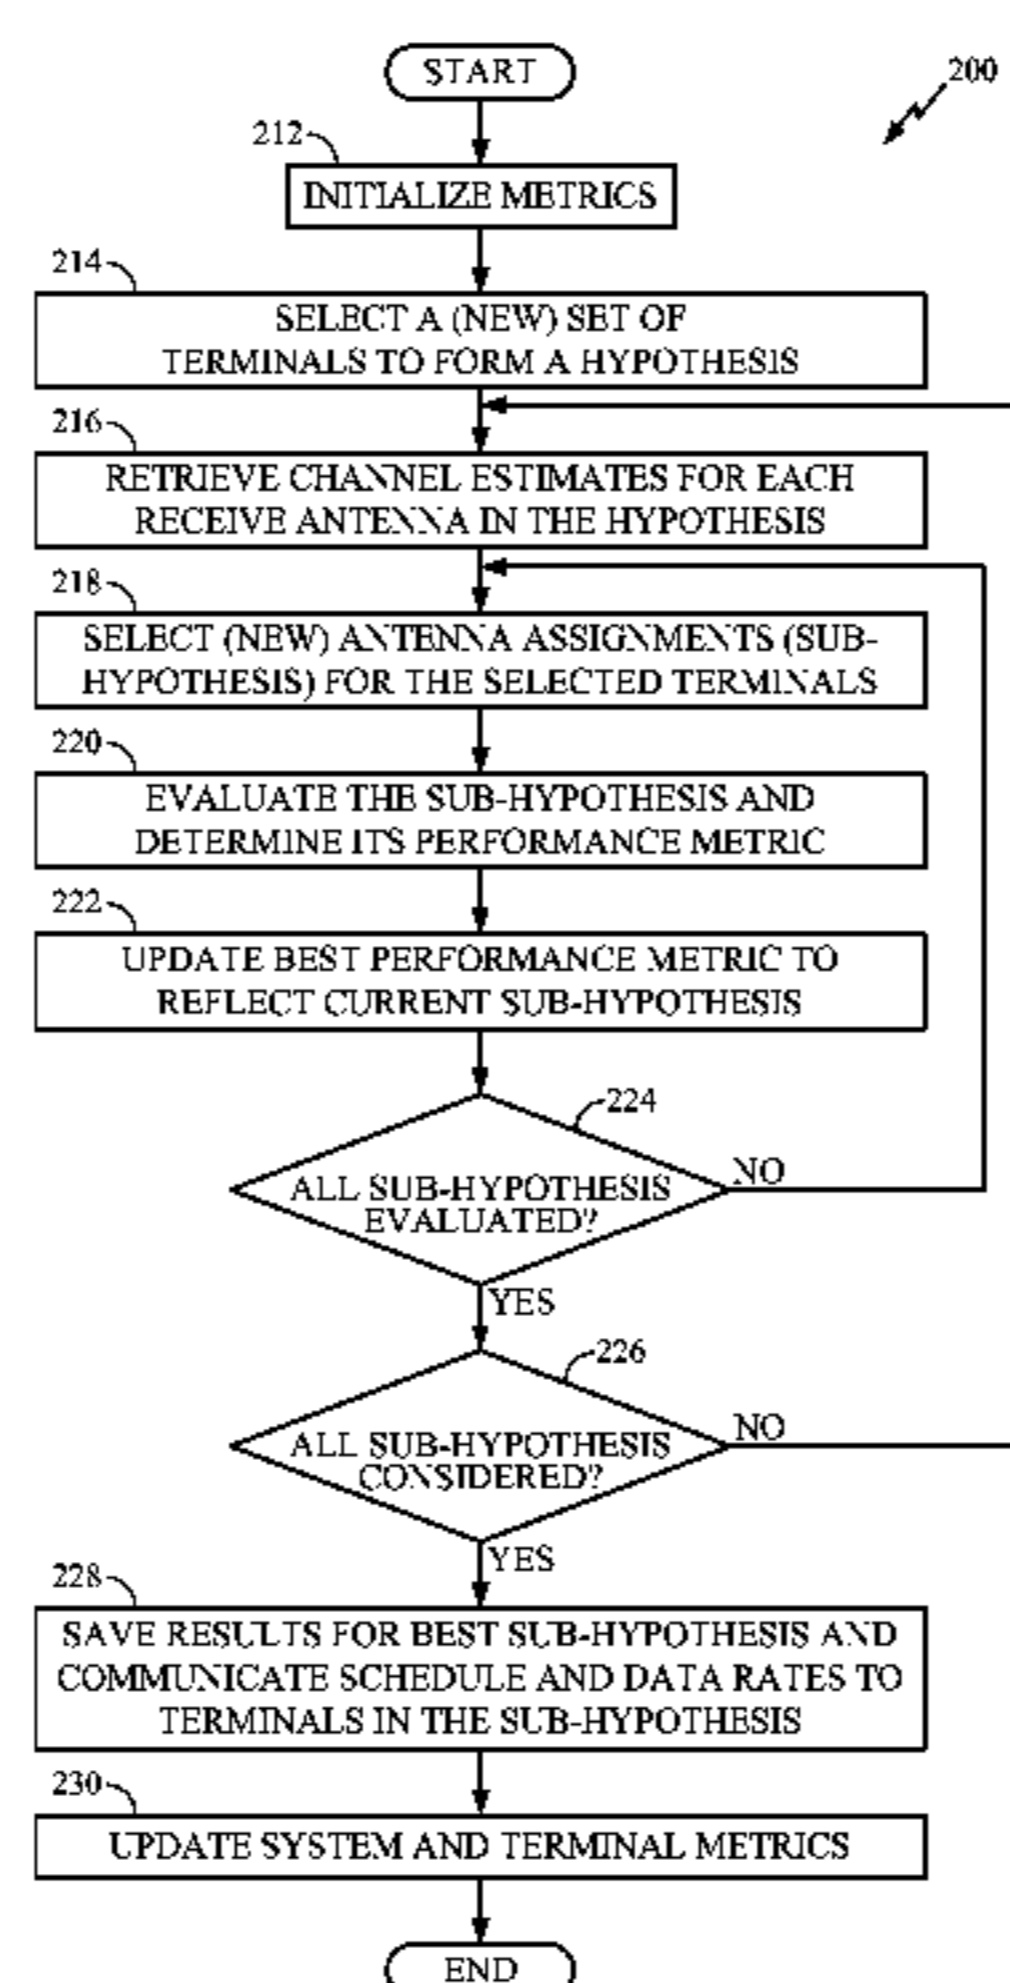 START
200
212
INITIALIZE METRICS
214
SELECT A (NEW) SET OF
TERMINALS TO FORM A HYPOTHESIS
216
RETRIEVE CHANNEL ESTIMATES FOR EACH
RECEIVE ANTENNA IN THE HYPOTHESIS
218
SELECT (NEW) ANTENNA ASSIGNMENTS (SUB-
HYPOTHESIS) FOR THE SELECTED TERMINALS
220
EVALUATE THE SUB-HYPOTHESIS AND
DETERMINE ITS PERFORMANCE METRIC
222
UPDATE BEST PERFORMANCE METRIC TO
REFLECT CURRENT SUB-HYPOTHESIS
224
ALL SUB-HYPOTHESIS
EVALUATED?
NO
YES
226
ALL SUB-HYPOTHESIS
CONSIDERED?
NO
YES
228
SAVE RESULTS FOR BEST SUB-HYPOTHESIS AND
COMMUNICATE SCHEDULE AND DATA RATES TO
TERMINALS IN THE SUB-HYPOTHESIS
230
UPDATE SYSTEM AND TERMINAL METRICS
END